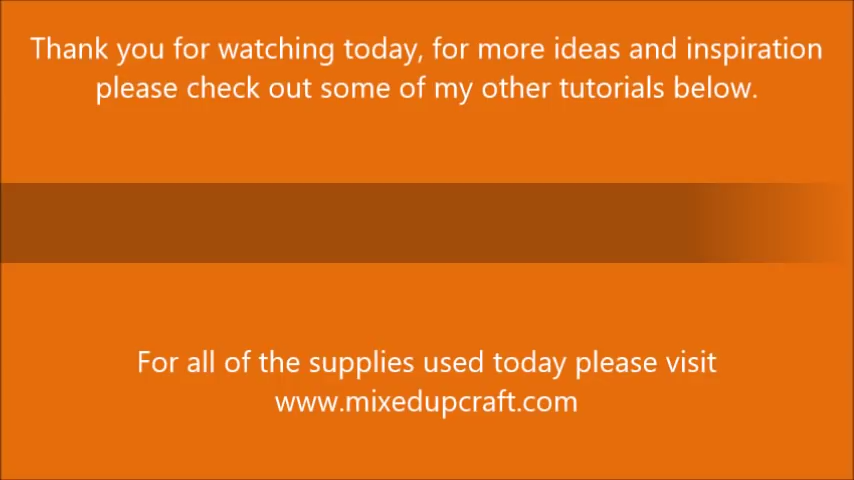 Thank you for watching today, for more ideas and inspiration
please check out some of my other tutorials below.
For all of the supplies used today please visit
www.mixedupcraft.com